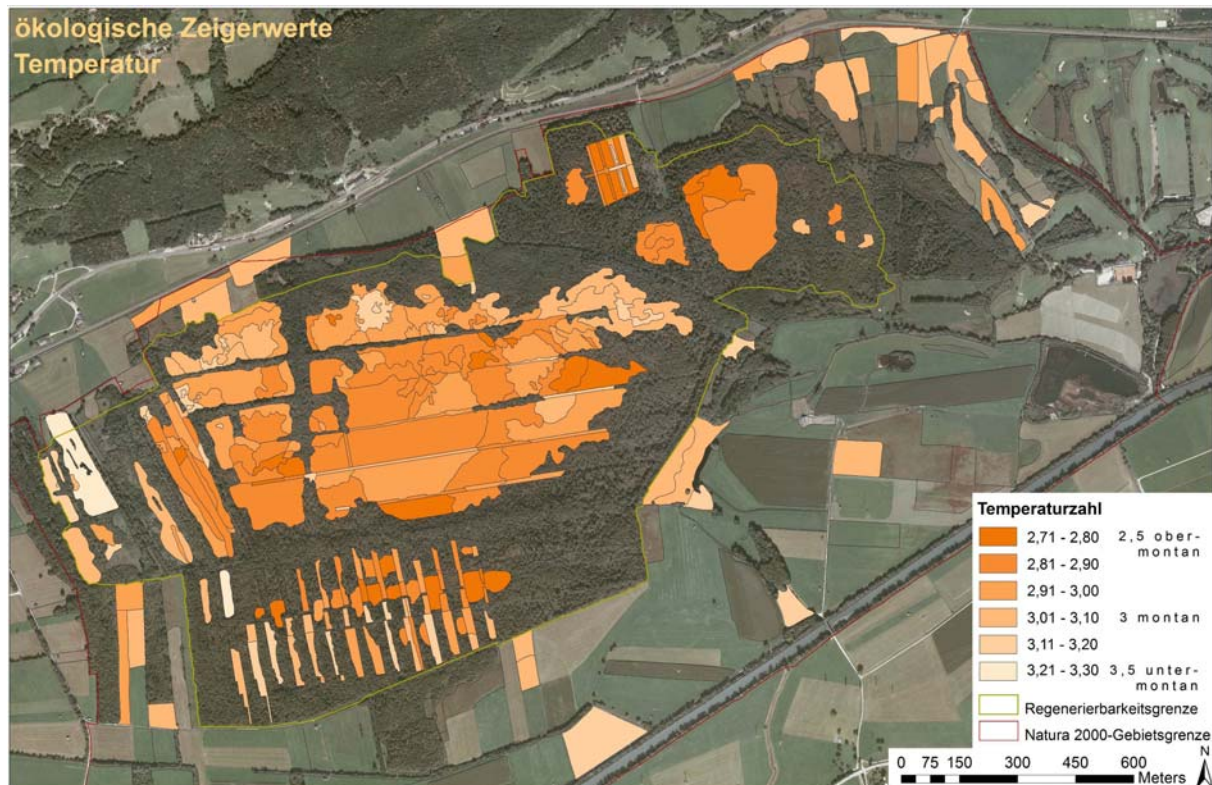 ökologische Zeigerwerte
Temperatur
Temperaturzahl
2,71 - 2,80 2,5 ober-
montan
2,81 - 2,90
2,91 - 3,00
3,01 - 3,10 3 montan
3,11 - 3,20
3,21 - 3,30 3,5 unter-
montan
Regenerierbarkeitsgrenze
Natura 2000-Gebietsgrenze
N
0 75 150 300 450 600
Meters